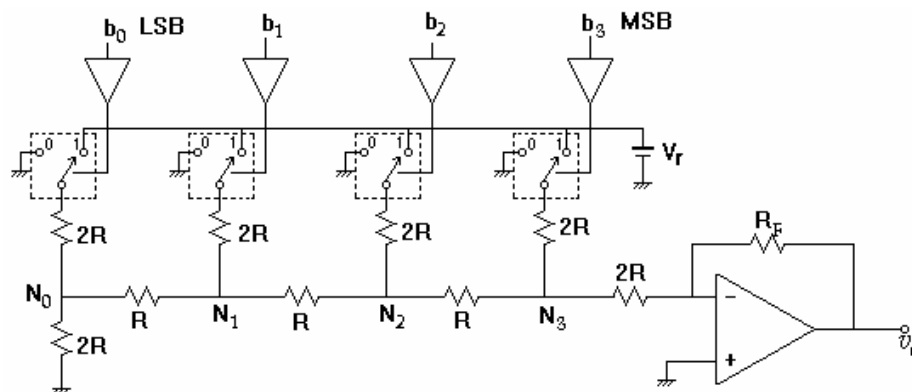 b₀ LSB b₁ b₂ b₃ MSB
0 1 0 1 0 1 0 1
Vᵣ
2R 2R 2R 2R
R_F
2R
N₀ R N₁ R N₂ R N₃
−
2R
+